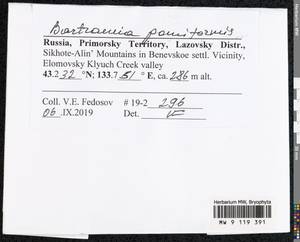 Bartramia pomiformis
Russia, Primorsky Territory, Lazovsky Distr.,
Sikhote-Alin' Mountains in Benevskoe settl. Vicinity,
Elomovsky Klyuch Creek valley
43.232 °N; 133.751 ° E, ca. 286 m alt.
Coll. V.E. Fedosov # 19-2 296
06 .IX.2019 Det.
Herbarium MW, Bryophyta
MW 9 119 391